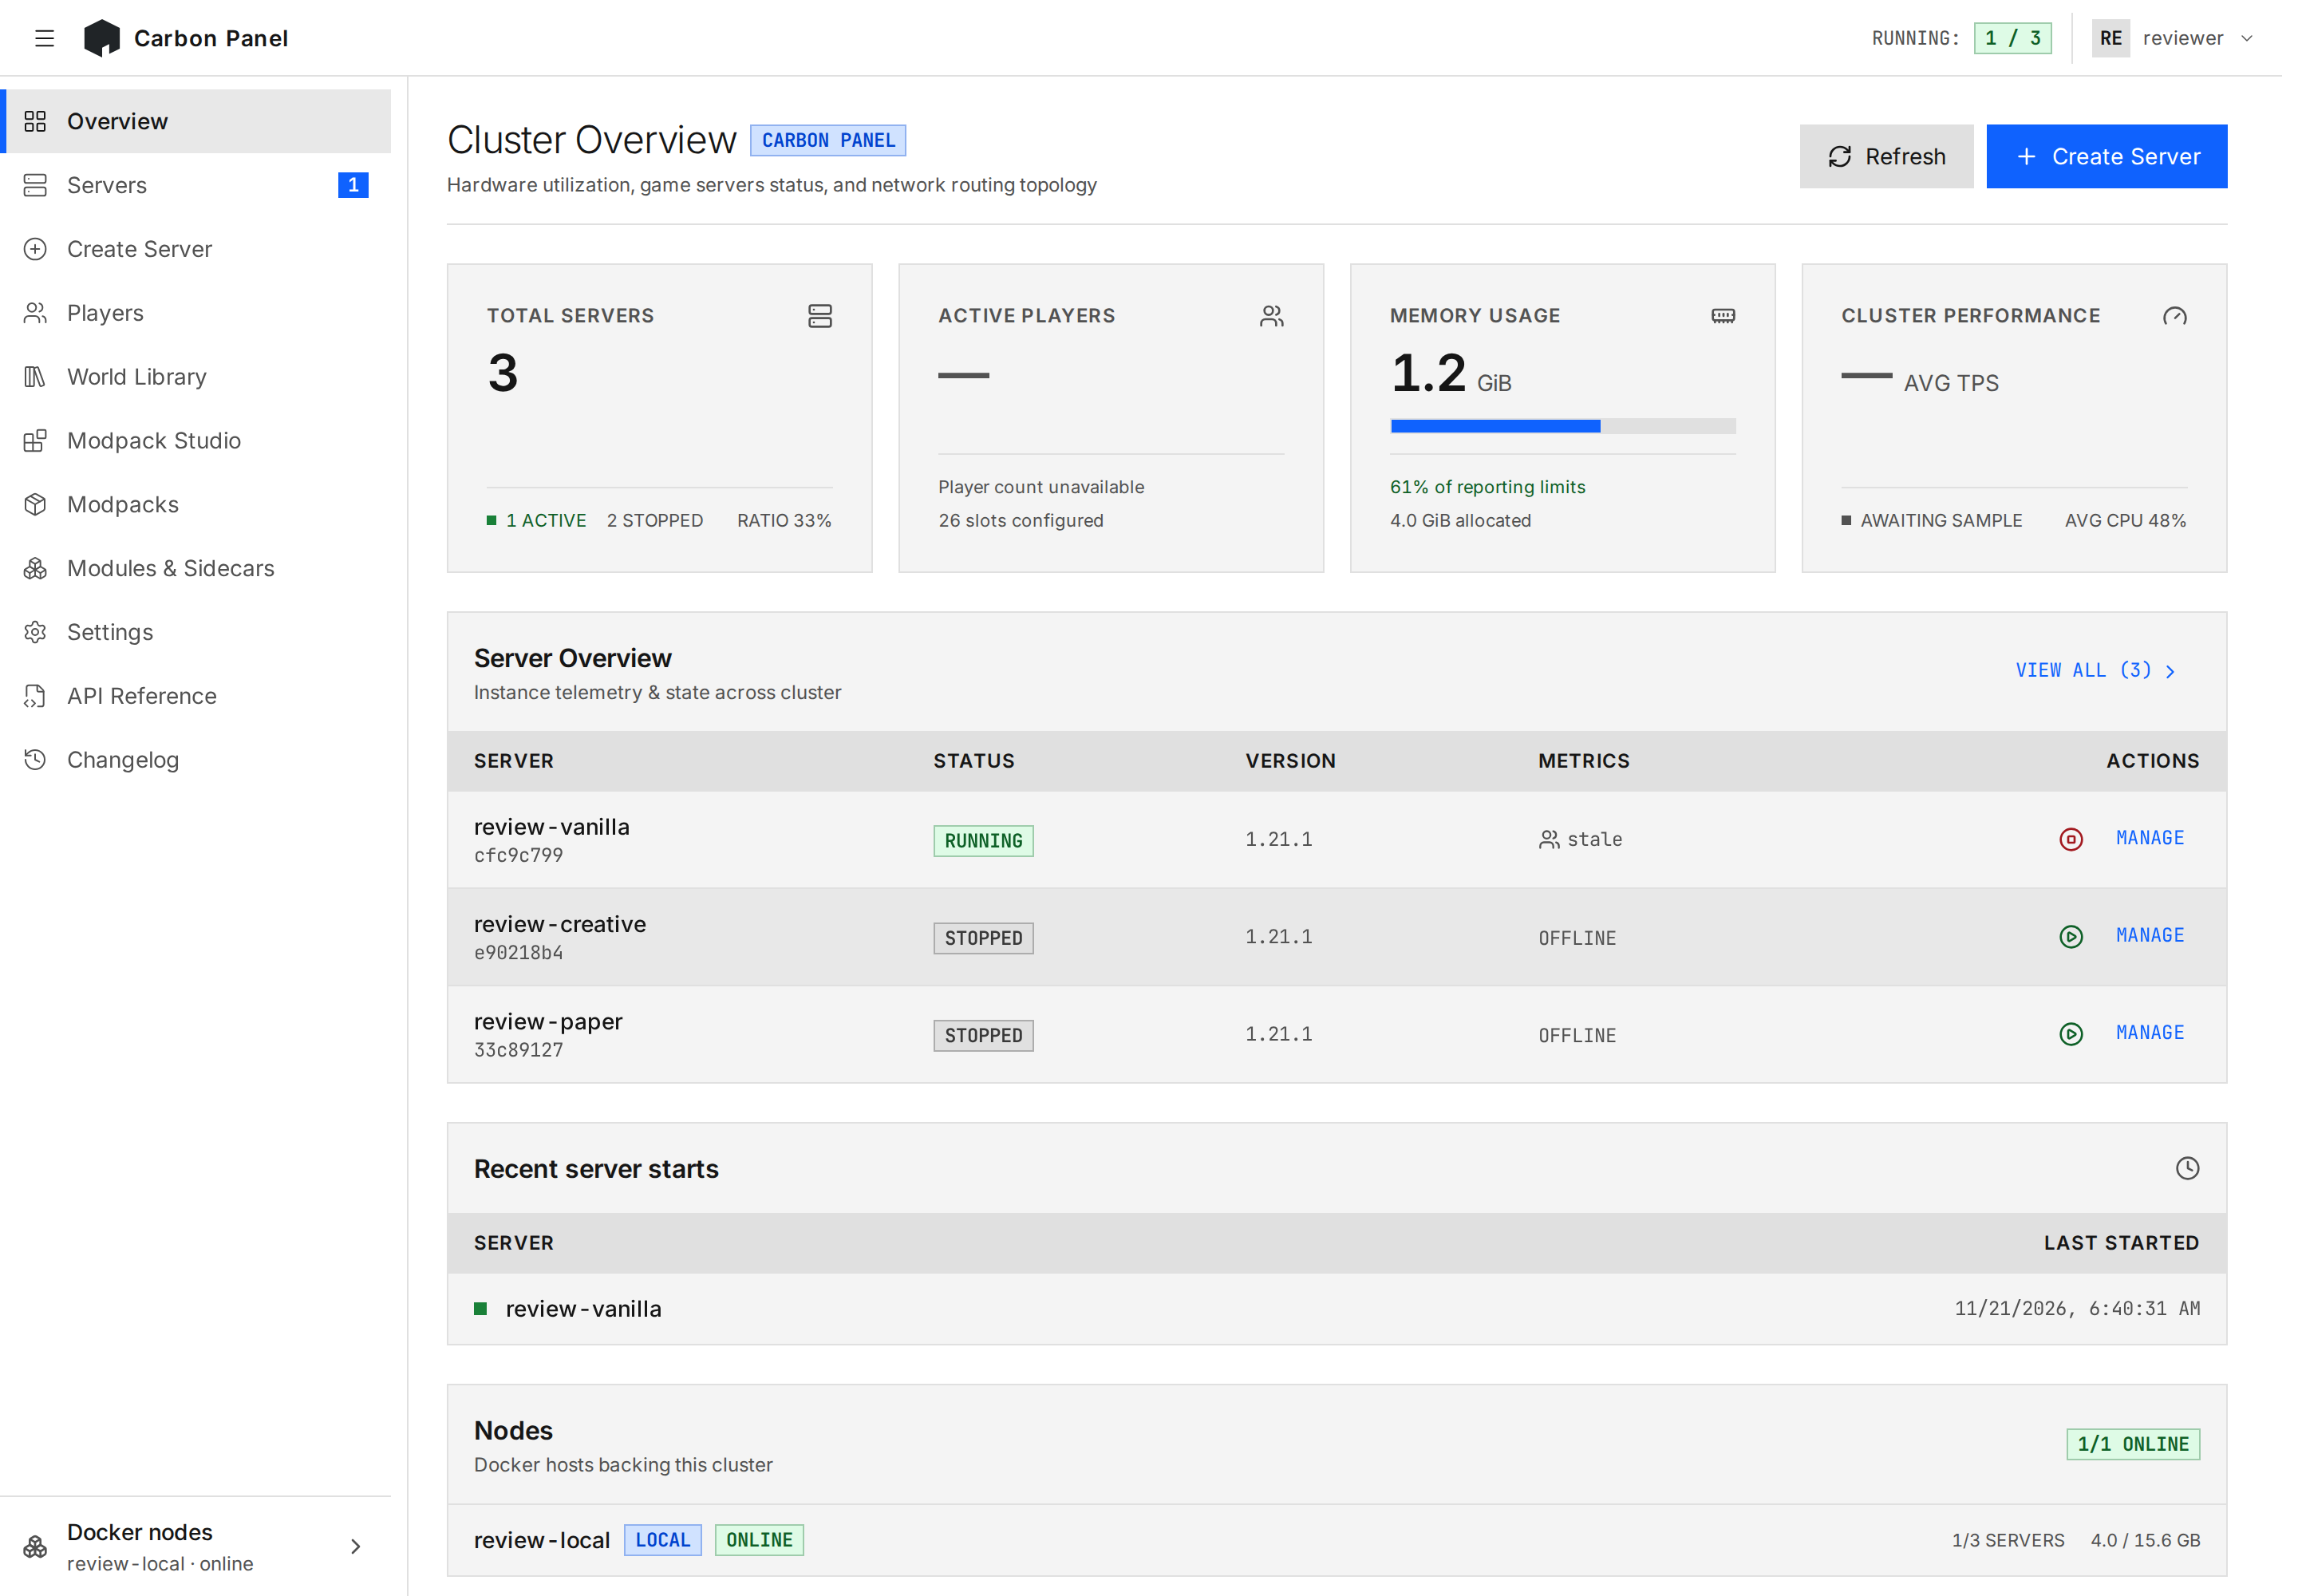 Carbon Panel
RUNNING: 1 / 3
RE reviewer
Overview
Servers 1
Create Server
Players
World Library
Modpack Studio
Modpacks
Modules & Sidecars
Settings
API Reference
Changelog
Docker nodes
review-local · online
Cluster Overview CARBON PANEL
Hardware utilization, game servers status, and network routing topology
Refresh
Create Server
TOTAL SERVERS
3
1 ACTIVE 2 STOPPED RATIO 33%
ACTIVE PLAYERS
—
Player count unavailable
26 slots configured
MEMORY USAGE
1.2 GiB
61% of reporting limits
4.0 GiB allocated
CLUSTER PERFORMANCE
— AVG TPS
AWAITING SAMPLE AVG CPU 48%
Server Overview
Instance telemetry & state across cluster
VIEW ALL (3)
SERVER STATUS VERSION METRICS ACTIONS
review-vanilla
cfc9c799
RUNNING 1.21.1 stale MANAGE
review-creative
e90218b4
STOPPED 1.21.1 OFFLINE MANAGE
review-paper
33c89127
STOPPED 1.21.1 OFFLINE MANAGE
Recent server starts
SERVER LAST STARTED
review-vanilla 11/21/2026, 6:40:31 AM
Nodes
Docker hosts backing this cluster
1/1 ONLINE
review-local LOCAL ONLINE 1/3 SERVERS 4.0 / 15.6 GB